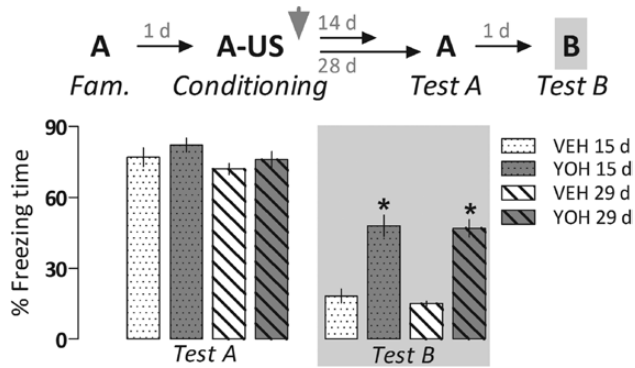 1 d 14 d 1 d
A A-US 28 d A B
Fam. Conditioning Test A Test B
90
60
30
0
% Freezing time
* *
Test A Test B
VEH 15 d
YOH 15 d
VEH 29 d
YOH 29 d